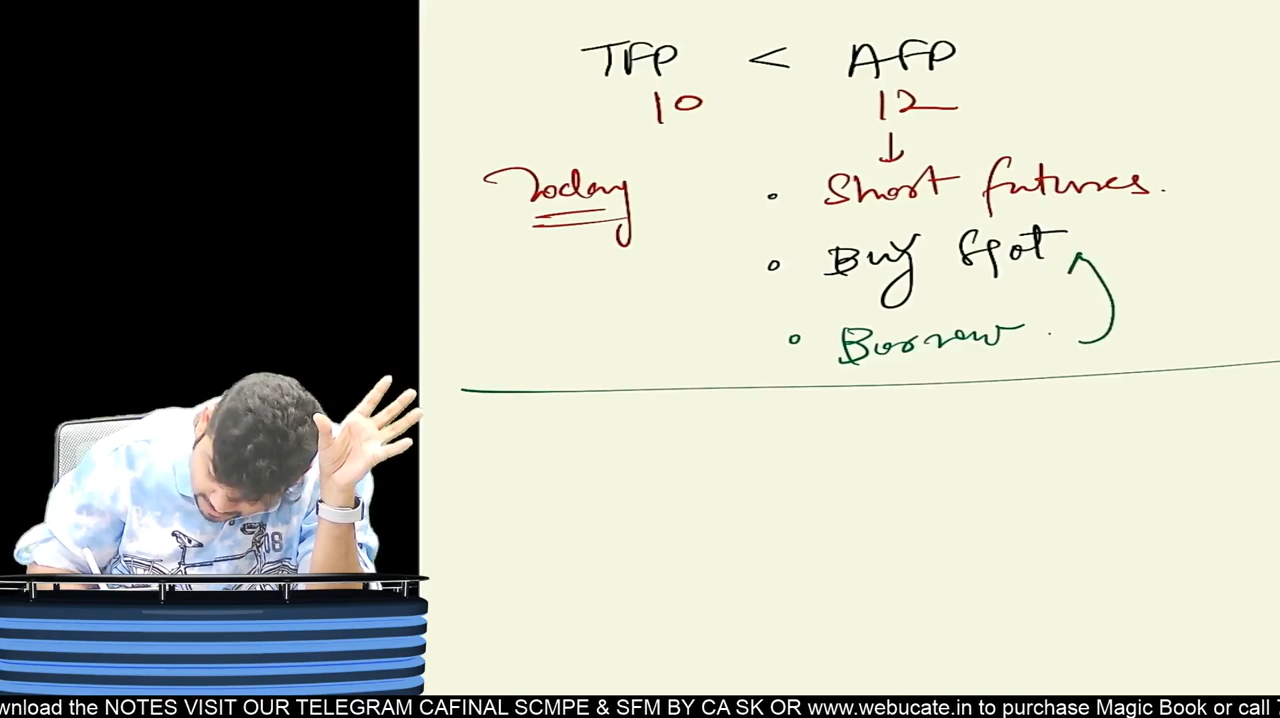 TFP < AFP
10 12
↓
Today • Short futures.
• Buy Spot
• Borrow.
08
wnload the NOTES VISIT OUR TELEGRAM CAFINAL SCMPE & SFM BY CA SK OR www.webucate.in to purchase Magic Book or call